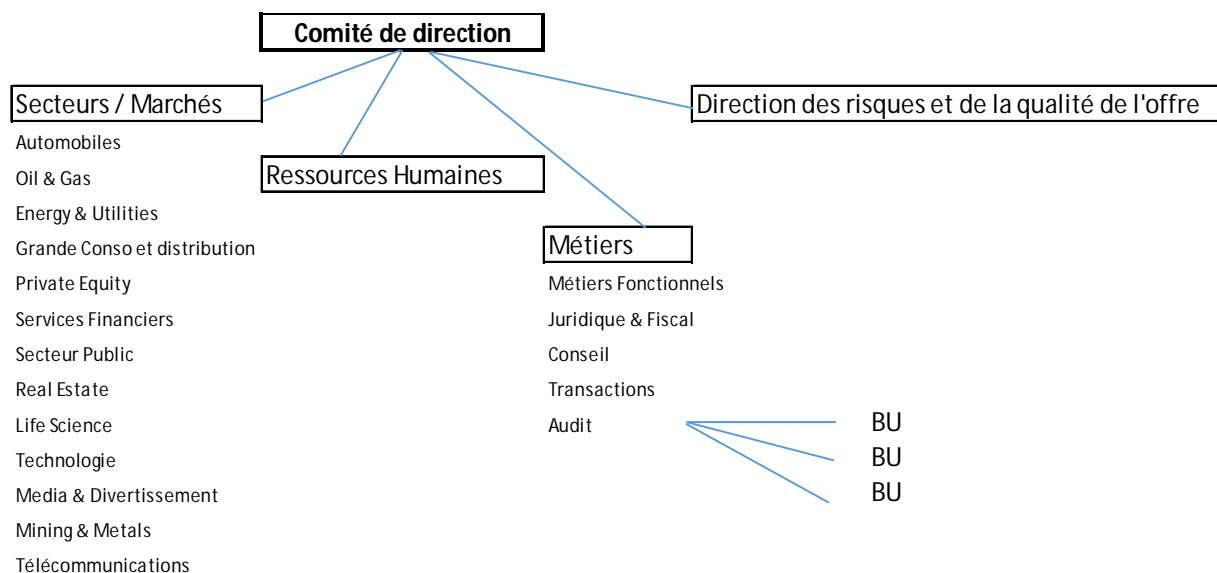 Comité de direction
Secteurs / Marchés
Direction des risques et de la qualité de l'offre
Automobiles
Oil & Gas
Ressources Humaines
Energy & Utilities
Grande Conso et distribution
Métiers
Private Equity
Métiers Fonctionnels
Services Financiers
Juridique & Fiscal
Secteur Public
Conseil
Real Estate
Transactions
Life Science
Audit
BU
Technologie
BU
Media & Divertissement
BU
Mining & Metals
Télécommunications